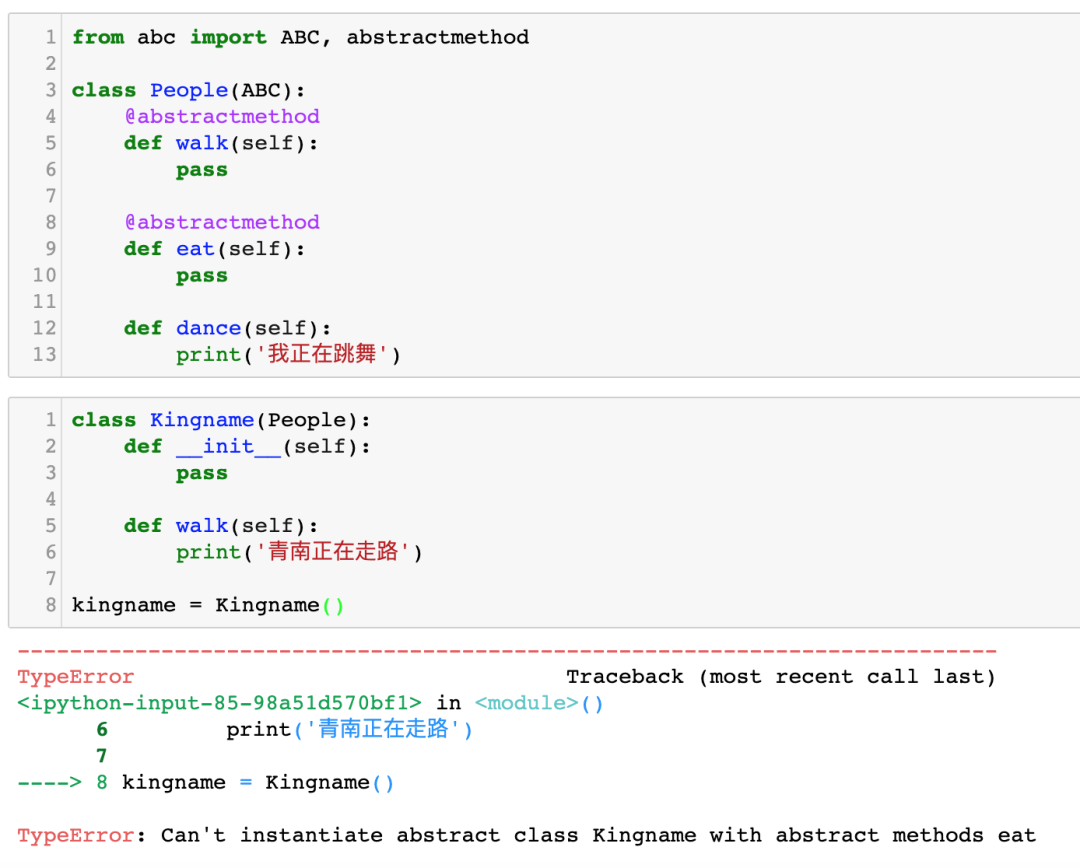 1 from abc import ABC, abstractmethod
2
3 class People(ABC):
4     @abstractmethod
5     def walk(self):
6         pass
7
8     @abstractmethod
9     def eat(self):
10         pass
11
12     def dance(self):
13         print('我正在跳舞')
1 class Kingname(People):
2     def __init__(self):
3         pass
4
5     def walk(self):
6         print('青南正在走路')
7
8 kingname = Kingname()
---------------------------------------------------------------------------
TypeError                                 Traceback (most recent call last)
<ipython-input-85-98a51d570bf1> in <module>()
      6         print('青南正在走路')
      7
----> 8 kingname = Kingname()
TypeError: Can't instantiate abstract class Kingname with abstract methods eat